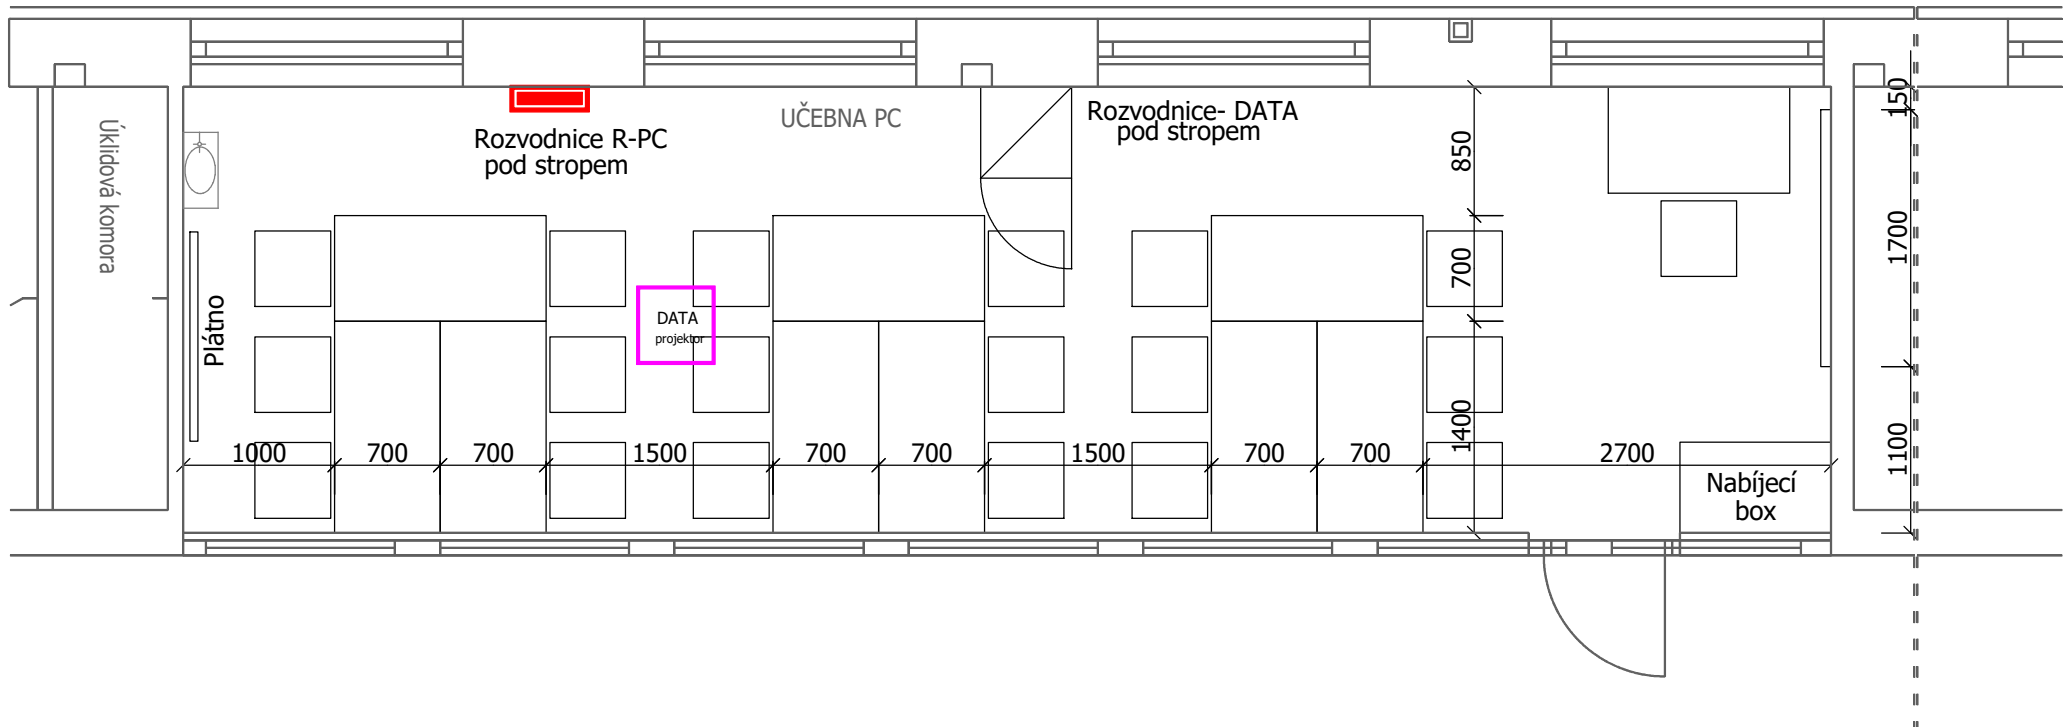 UČEBNA PC
Rozvodnice- DATA
pod stropem
Rozvodnice R-PC
pod stropem
Úklidová komora
Plátno
DATA
projektor
150
850
1700
700
1400
1100
1000
700
700
1500
700
700
1500
700
700
2700
Nabíjecí
box